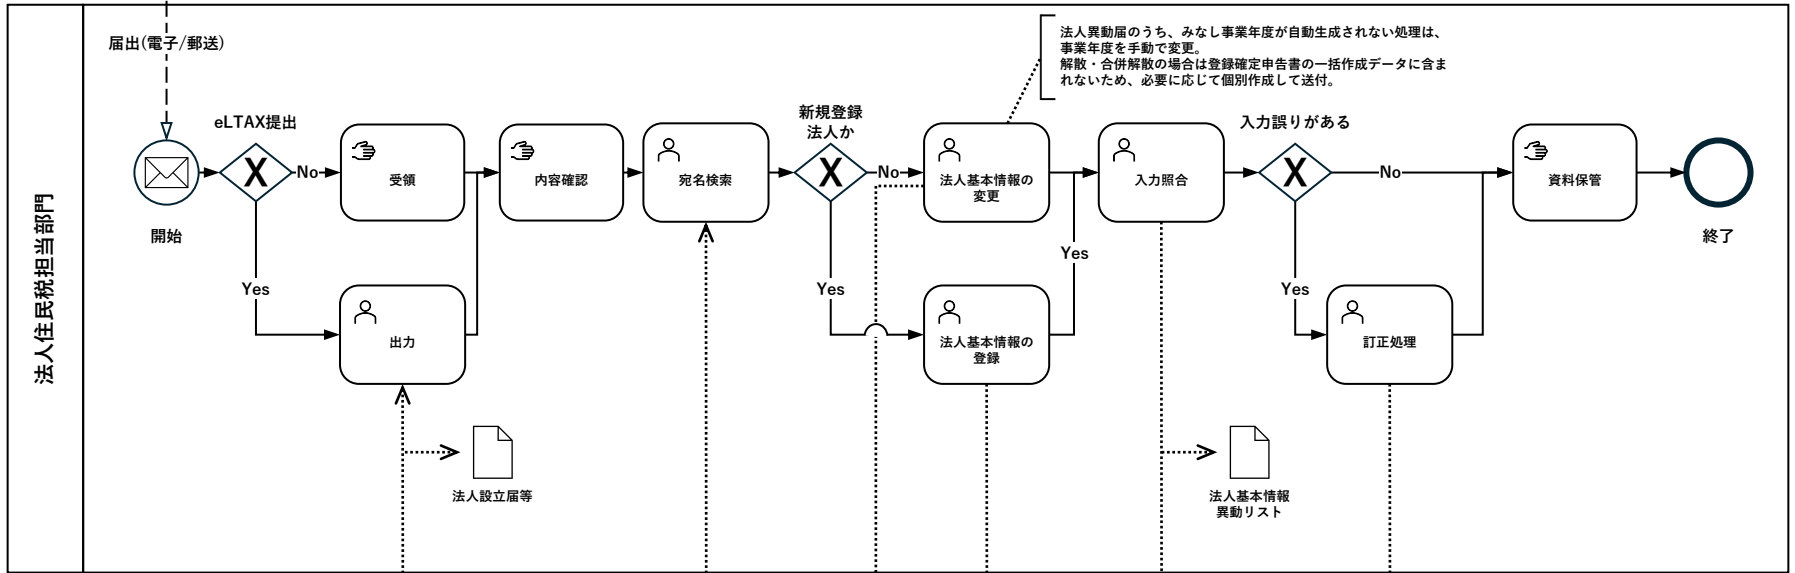 法人住民税担当部門
届出(電子/郵送)
開始
eLTAX提出
No
Yes
受領
出力
法人設立届等
内容確認
宛名検索
新規登録
法人か
No
Yes
法人異動届のうち、みなし事業年度が自動生成されない処理は、
事業年度を手動で変更。
解散・合併解散の場合は登録確定申告書の一括作成データに含ま
れないため、必要に応じて個別作成して送付。
法人基本情報の
変更
法人基本情報の
登録
Yes
入力照合
法人基本情報
異動リスト
入力誤りがある
No
Yes
訂正処理
資料保管
終了